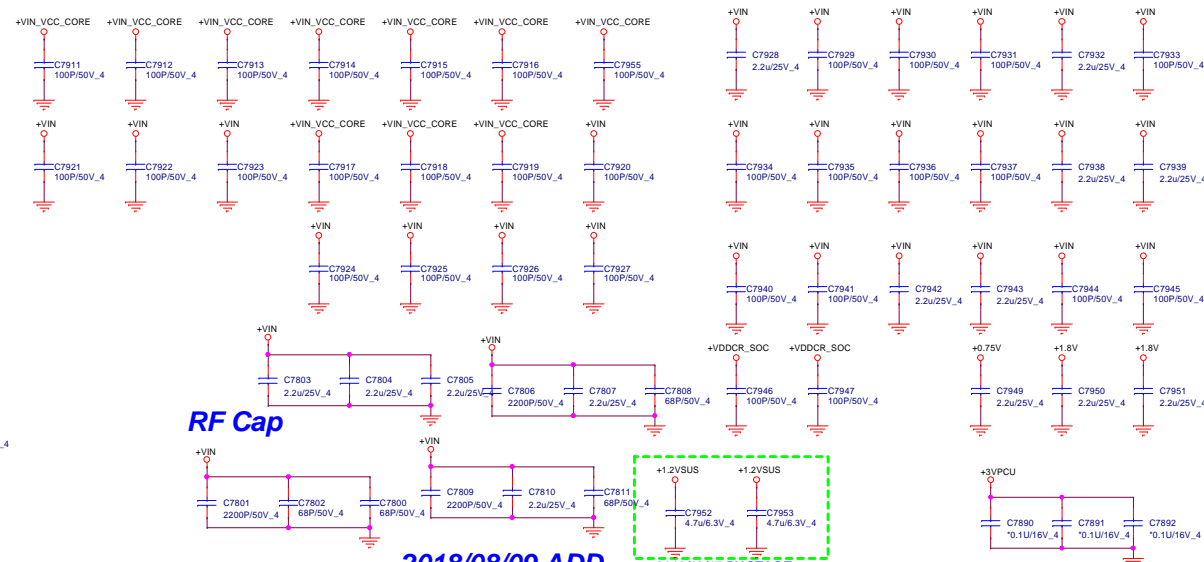 +VIN_VCC_CORE +VIN_VCC_CORE +VIN_VCC_CORE +VIN_VCC_CORE +VIN_VCC_CORE +VIN_VCC_CORE +VIN_VCC_CORE
C7911 C7912 C7913 C7914 C7915 C7916 C7955
100P/50V_4 100P/50V_4 100P/50V_4 100P/50V_4 100P/50V_4 100P/50V_4 100P/50V_4
+VIN +VIN +VIN +VIN +VIN +VIN
C7928 C7929 C7930 C7931 C7932 C7933
2.2u/25V_4 100P/50V_4 100P/50V_4 100P/50V_4 2.2u/25V_4 100P/50V_4
+VIN +VIN +VIN +VIN_VCC_CORE +VIN_VCC_CORE +VIN_VCC_CORE +VIN
C7921 C7922 C7923 C7917 C7918 C7919 C7920
100P/50V_4 100P/50V_4 100P/50V_4 100P/50V_4 100P/50V_4 100P/50V_4 100P/50V_4
+VIN +VIN +VIN +VIN +VIN +VIN
C7934 C7935 C7936 C7937 C7938 C7939
100P/50V_4 100P/50V_4 100P/50V_4 100P/50V_4 2.2u/25V_4 2.2u/25V_4
+VIN +VIN +VIN +VIN
C7924 C7925 C7926 C7927
100P/50V_4 100P/50V_4 100P/50V_4 100P/50V_4
+VIN +VIN +VIN +VIN +VIN +VIN
C7940 C7941 C7942 C7943 C7944 C7945
100P/50V_4 100P/50V_4 2.2u/25V_4 2.2u/25V_4 100P/50V_4 100P/50V_4
+VIN
C7803 C7804 C7805
2.2u/25V_4 2.2u/25V_4 2.2u/25V_4
+VIN
C7806 C7807 C7808
2200P/50V_4 2.2u/25V_4 68P/50V_4
+VDDCR_SOC +VDDCR_SOC
C7946 C7947
100P/50V_4 100P/50V_4
+0.75V +1.8V +1.8V
C7949 C7950 C7951
2.2u/25V_4 2.2u/25V_4 2.2u/25V_4
RF Cap
_4
+VIN
C7801 C7802 C7800
2200P/50V_4 68P/50V_4 68P/50V_4
+VIN
C7809 C7810 C7811
2200P/50V_4 2.2u/25V_4 68P/50V_4
+1.2VSUS +1.2VSUS
C7952 C7953
4.7u/6.3V_4 4.7u/6.3V_4
+3VPCU
C7890 C7891 C7892
*0.1U/16V_4 *0.1U/16V_4 *0.1U/16V_4
2018/08/09 ADD